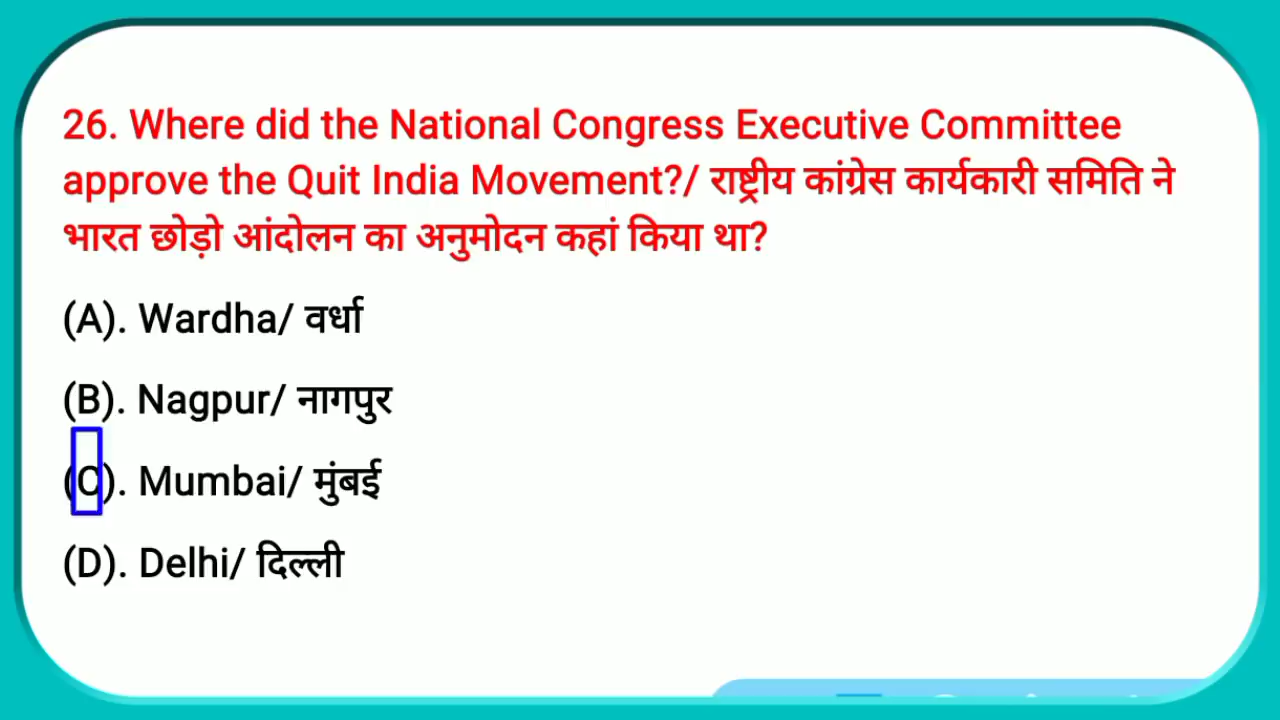 26. Where did the National Congress Executive Committee
approve the Quit India Movement?/ राष्ट्रीय कांग्रेस कार्यकारी समिति ने
भारत छोड़ो आंदोलन का अनुमोदन कहां किया था?
(A). Wardha/ वर्धा
(B). Nagpur/ नागपुर
(C). Mumbai/ मुंबई
(D). Delhi/ दिल्ली